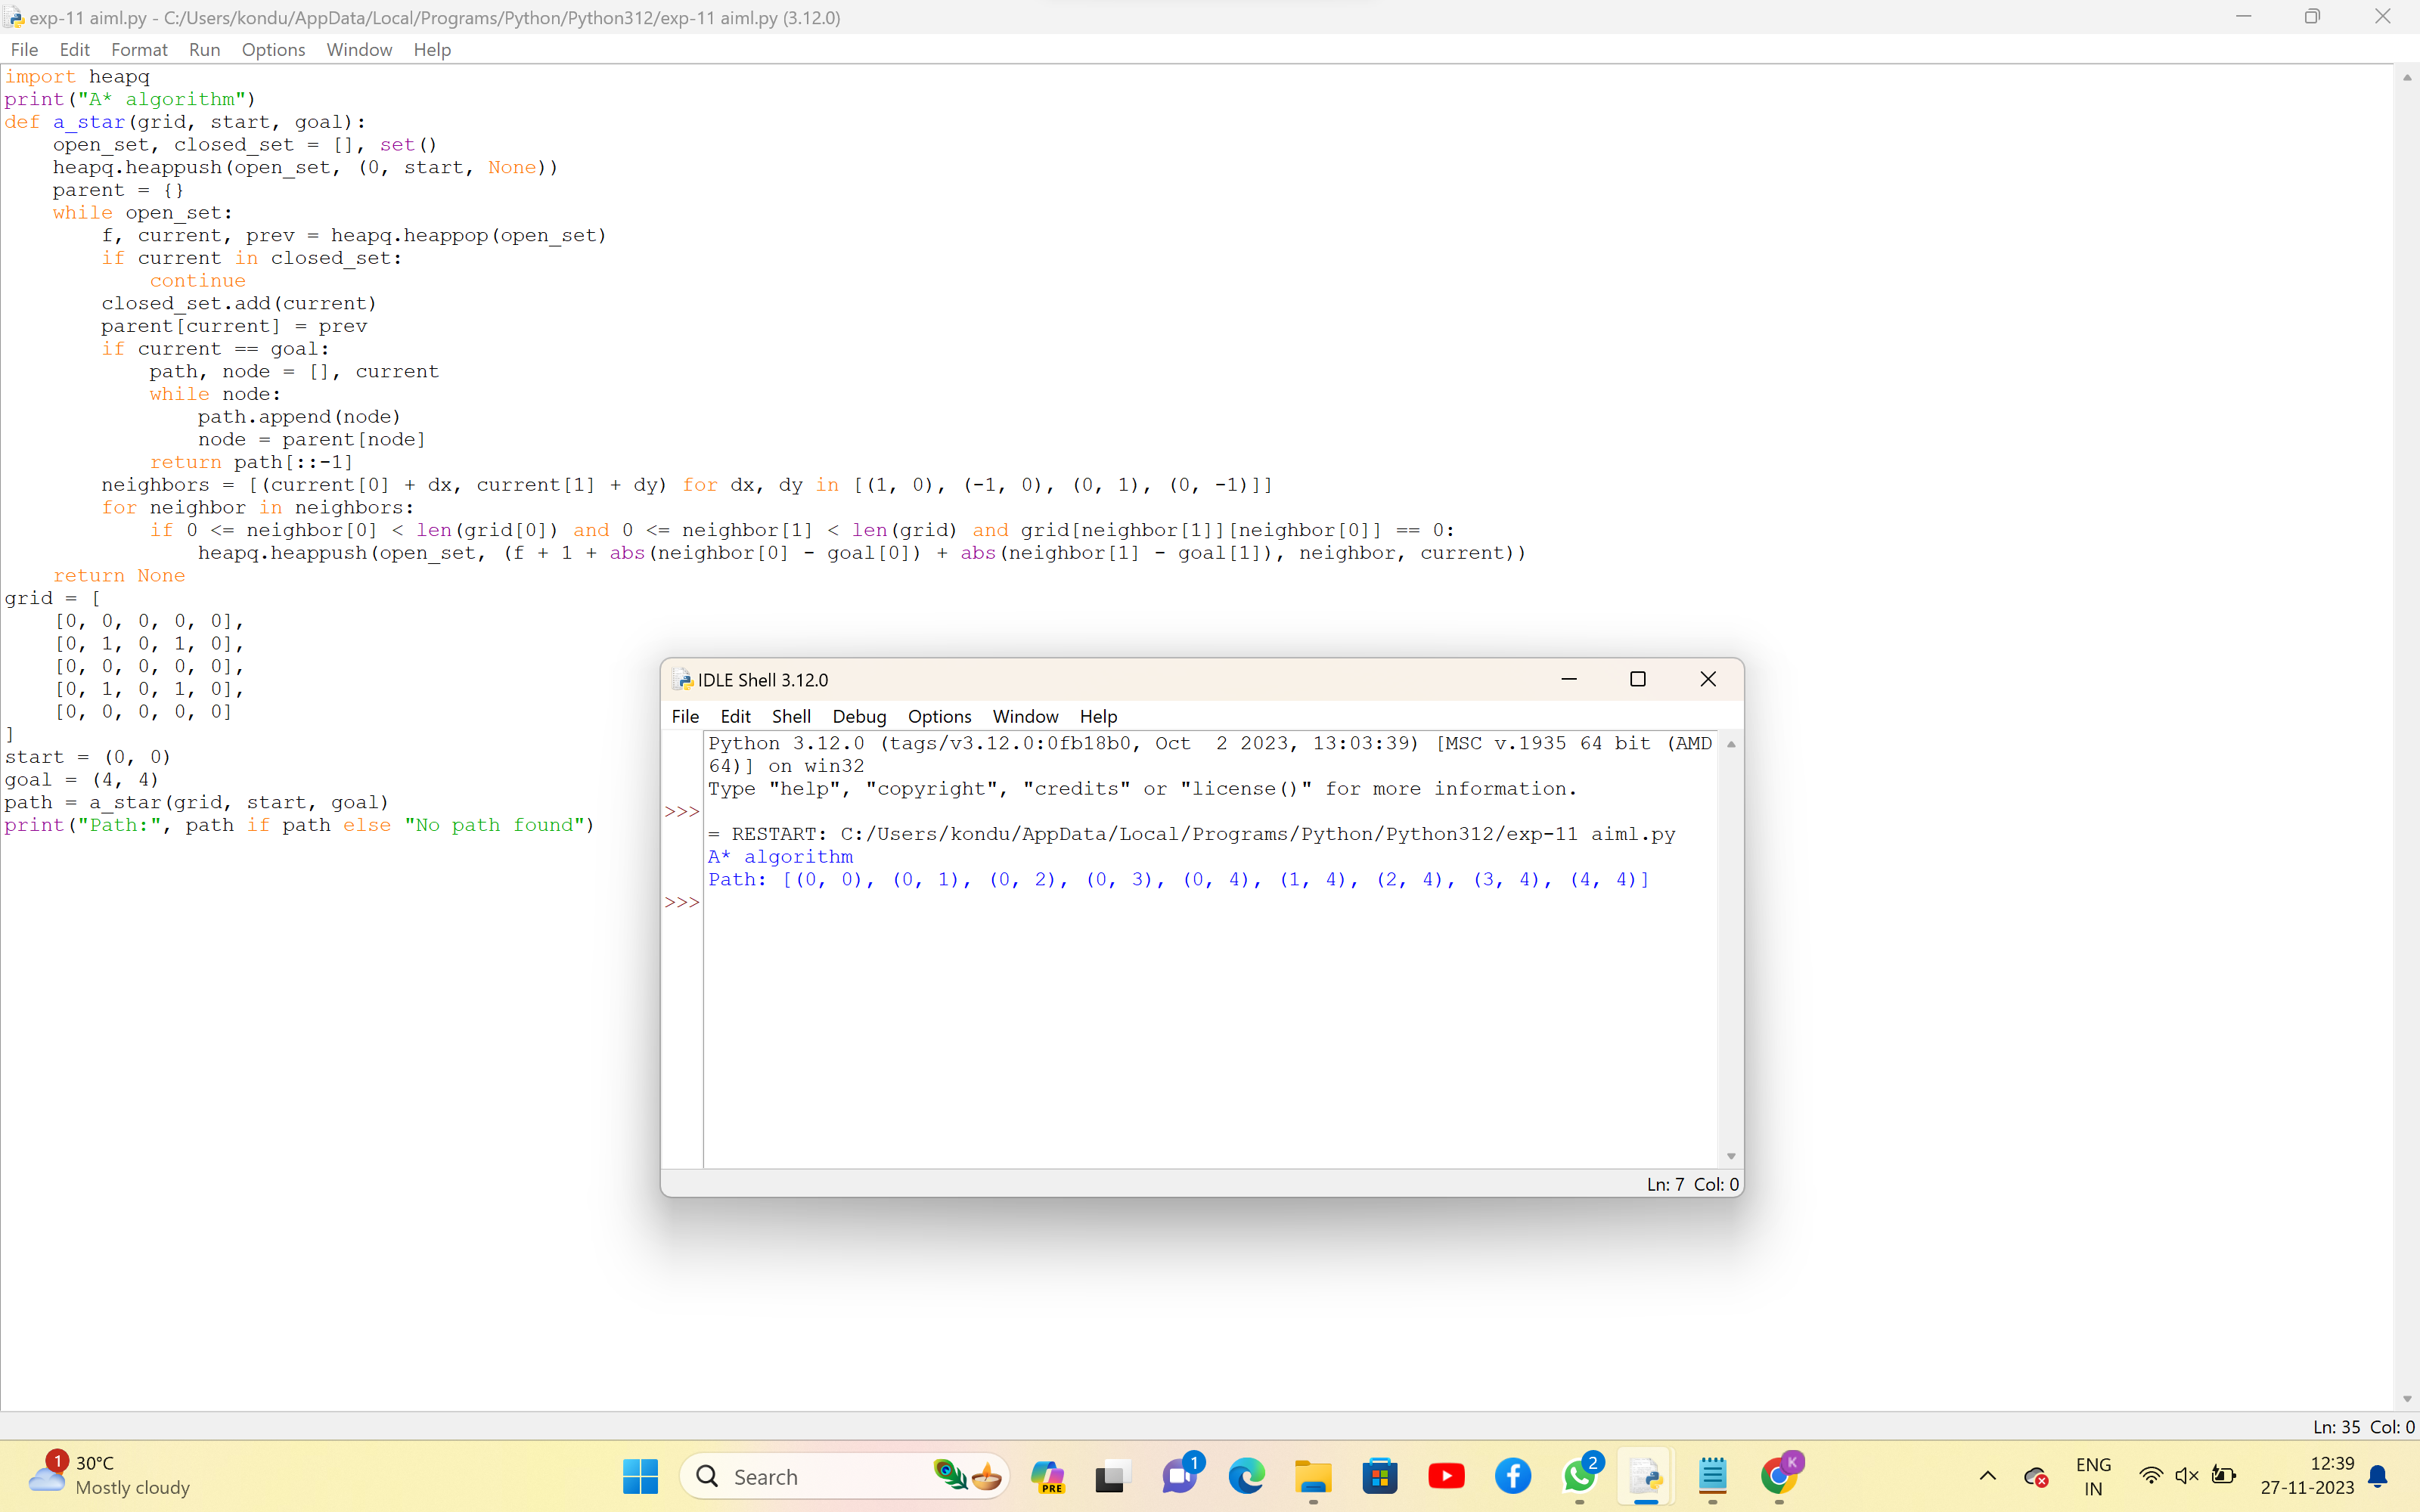 exp-11 aiml.py - C:/Users/kondu/AppData/Local/Programs/Python/Python312/exp-11 aiml.py (3.12.0)
File Edit Format Run Options Window Help
import heapq
print("A* algorithm")
def a_star(grid, start, goal):
    open_set, closed_set = [], set()
    heapq.heappush(open_set, (0, start, None))
    parent = {}
    while open_set:
        f, current, prev = heapq.heappop(open_set)
        if current in closed_set:
            continue
        closed_set.add(current)
        parent[current] = prev
        if current == goal:
            path, node = [], current
            while node:
                path.append(node)
                node = parent[node]
            return path[::-1]
        neighbors = [(current[0] + dx, current[1] + dy) for dx, dy in [(1, 0), (-1, 0), (0, 1), (0, -1)]]
        for neighbor in neighbors:
            if 0 <= neighbor[0] < len(grid[0]) and 0 <= neighbor[1] < len(grid) and grid[neighbor[1]][neighbor[0]] == 0:
                heapq.heappush(open_set, (f + 1 + abs(neighbor[0] - goal[0]) + abs(neighbor[1] - goal[1]), neighbor, current))
    return None
grid = [
    [0, 0, 0, 0, 0],
    [0, 1, 0, 1, 0],
    [0, 0, 0, 0, 0],
    [0, 1, 0, 1, 0],
    [0, 0, 0, 0, 0]
]
start = (0, 0)
goal = (4, 4)
path = a_star(grid, start, goal)
print("Path:", path if path else "No path found")
IDLE Shell 3.12.0
File Edit Shell Debug Options Window Help
Python 3.12.0 (tags/v3.12.0:0fb18b0, Oct  2 2023, 13:03:39) [MSC v.1935 64 bit (AMD
64)] on win32
Type "help", "copyright", "credits" or "license()" for more information.
>>>
= RESTART: C:/Users/kondu/AppData/Local/Programs/Python/Python312/exp-11 aiml.py
A* algorithm
Path: [(0, 0), (0, 1), (0, 2), (0, 3), (0, 4), (1, 4), (2, 4), (3, 4), (4, 4)]
>>>
Ln: 7 Col: 0
Ln: 35 Col: 0
1
30°C
Mostly cloudy
Search
PRE
1
2
K
ENG
IN
12:39
27-11-2023